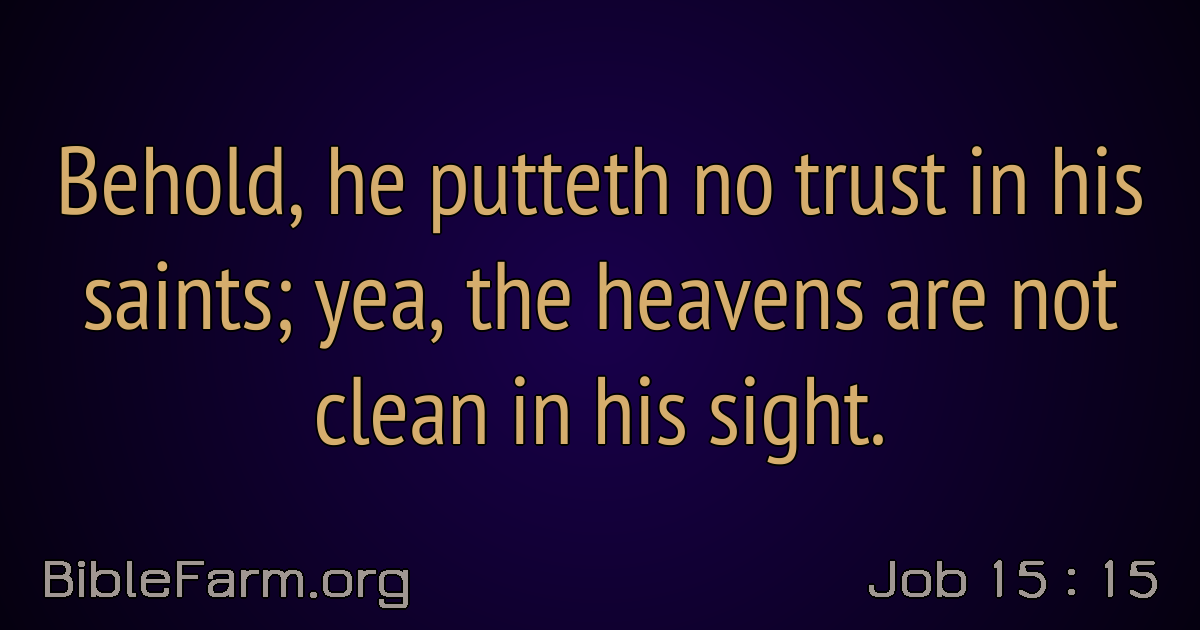 Behold, he putteth no trust in his
saints; yea, the heavens are not
clean in his sight.
BibleFarm.org
Job 15 : 15